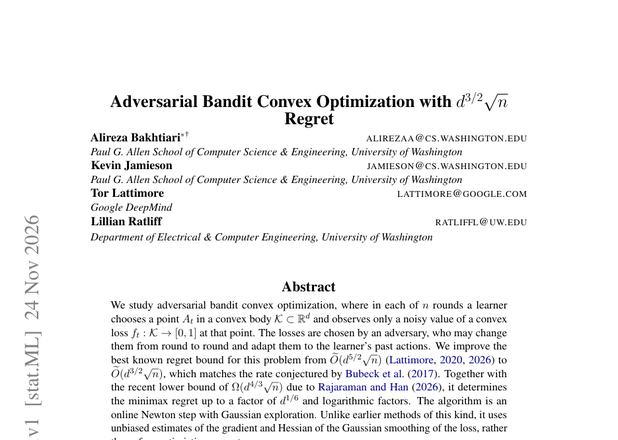 Adversarial Bandit Convex Optimization with d^{3/2}√n
Regret
Alireza Bakhtiari*† ALIREZAA@CS.WASHINGTON.EDU
Paul G. Allen School of Computer Science & Engineering, University of Washington
Kevin Jamieson JAMIESON@CS.WASHINGTON.EDU
Paul G. Allen School of Computer Science & Engineering, University of Washington
Tor Lattimore LATTIMORE@GOOGLE.COM
Google DeepMind
Lillian Ratliff RATLIFFL@UW.EDU
Department of Electrical & Computer Engineering, University of Washington
Abstract
We study adversarial bandit convex optimization, where in each of n rounds a learner
chooses a point A_t in a convex body K ⊂ ℝ^d and observes only a noisy value of a convex
loss f_t : K → [0, 1] at that point. The losses are chosen by an adversary, who may change
them from round to round and adapt them to the learner's past actions. We improve the
best known regret bound for this problem from Õ(d^{5/2}√n) (Lattimore, 2020, 2026) to
Õ(d^{3/2}√n), which matches the rate conjectured by Bubeck et al. (2017). Together with
the recent lower bound of Ω(d^{4/3}√n) due to Rajaraman and Han (2026), it determines
the minimax regret up to a factor of d^{1/6} and logarithmic factors. The algorithm is an
online Newton step with Gaussian exploration. Unlike earlier methods of this kind, it uses
unbiased estimates of the gradient and Hessian of the Gaussian smoothing of the loss, rather
v1 [stat.ML] 24 Nov 2026